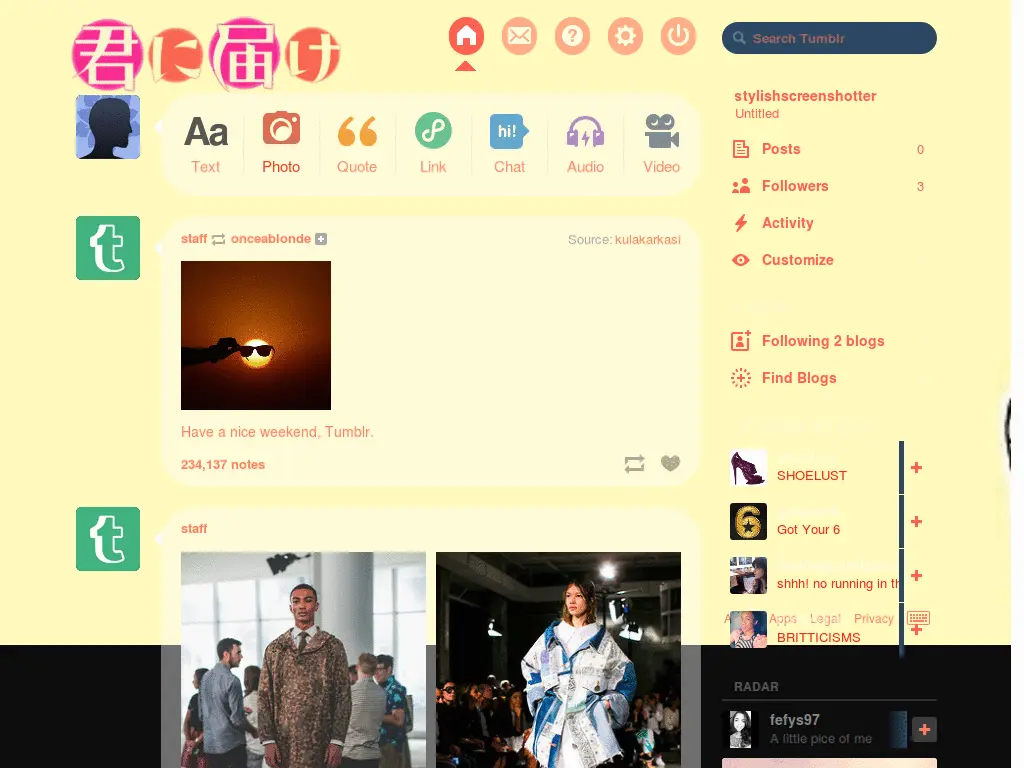 君に届け
Search Tumblr
Aa
hi!
Text
Photo
Quote
Link
Chat
Audio
Video
stylishscreenshotter
Untitled
Posts 0
Followers 3
Activity
Customize
staff onceablonde
Source: kulakarkasi
Have a nice weekend, Tumblr.
234,137 notes
Following 2 blogs
Find Blogs
SHOELUST
6
Got Your 6
shhh! no running in th
Apps Legal Privacy
BRITTICISMS
staff
RADAR
fefys97
A little pice of me